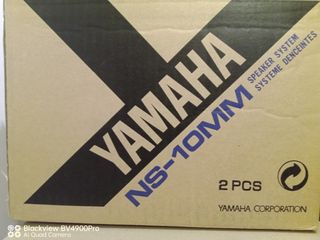 YAMAHA
NS-10MM
SPEAKER SYSTEM
SYSTEME DENCEINTES
2 PCS
YAMAHA CORPORATION
Blackview BV4900Pro
Ai Quad Camera